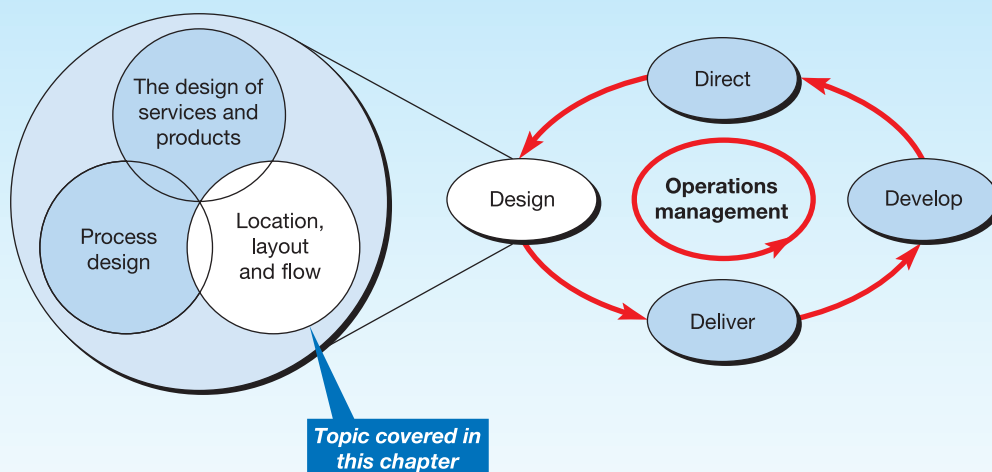 The design of
services and
products
Process
design
Location,
layout
and flow
Topic covered in
this chapter
Direct
Design
Operations
management
Develop
Deliver